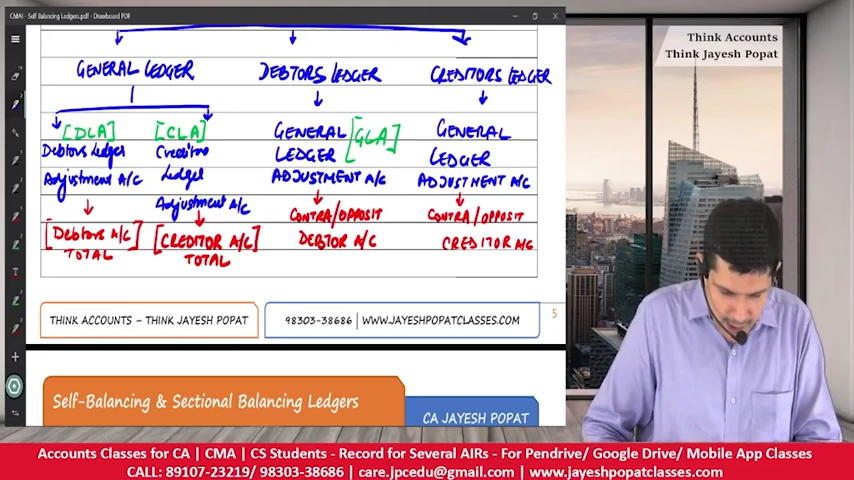 CMAI - Self Balancing Ledgers.pdf - Drawboard PDF
Think Accounts
Think Jayesh Popat
GENERAL LEDGER
DEBTORS LEDGER
CREDITORS LEDGER
[DLA]
[CLA]
GENERAL
LEDGER
[GLA]
ADJUSTMENT A/C
GENERAL
LEDGER
ADJUSTMENT A/C
Debtors Ledger
Adjustment A/C
Creditors
Ledger
Adjustment A/C
[Debtors A/C]
TOTAL
[CREDITOR A/C]
TOTAL
CONTRA/OPPOSIT
DEBTOR A/C
CONTRA/OPPOSIT
CREDITOR A/C
THINK ACCOUNTS – THINK JAYESH POPAT
98303-38686 | WWW.JAYESHPOPATCLASSES.COM
5
Self-Balancing & Sectional Balancing Ledgers
CA JAYESH POPAT
Accounts Classes for CA | CMA | CS Students - Record for Several AIRs - For Pendrive/ Google Drive/ Mobile App Classes
CALL: 89107-23219/ 98303-38686 | care.jpcedu@gmail.com | www.jayeshpopatclasses.com